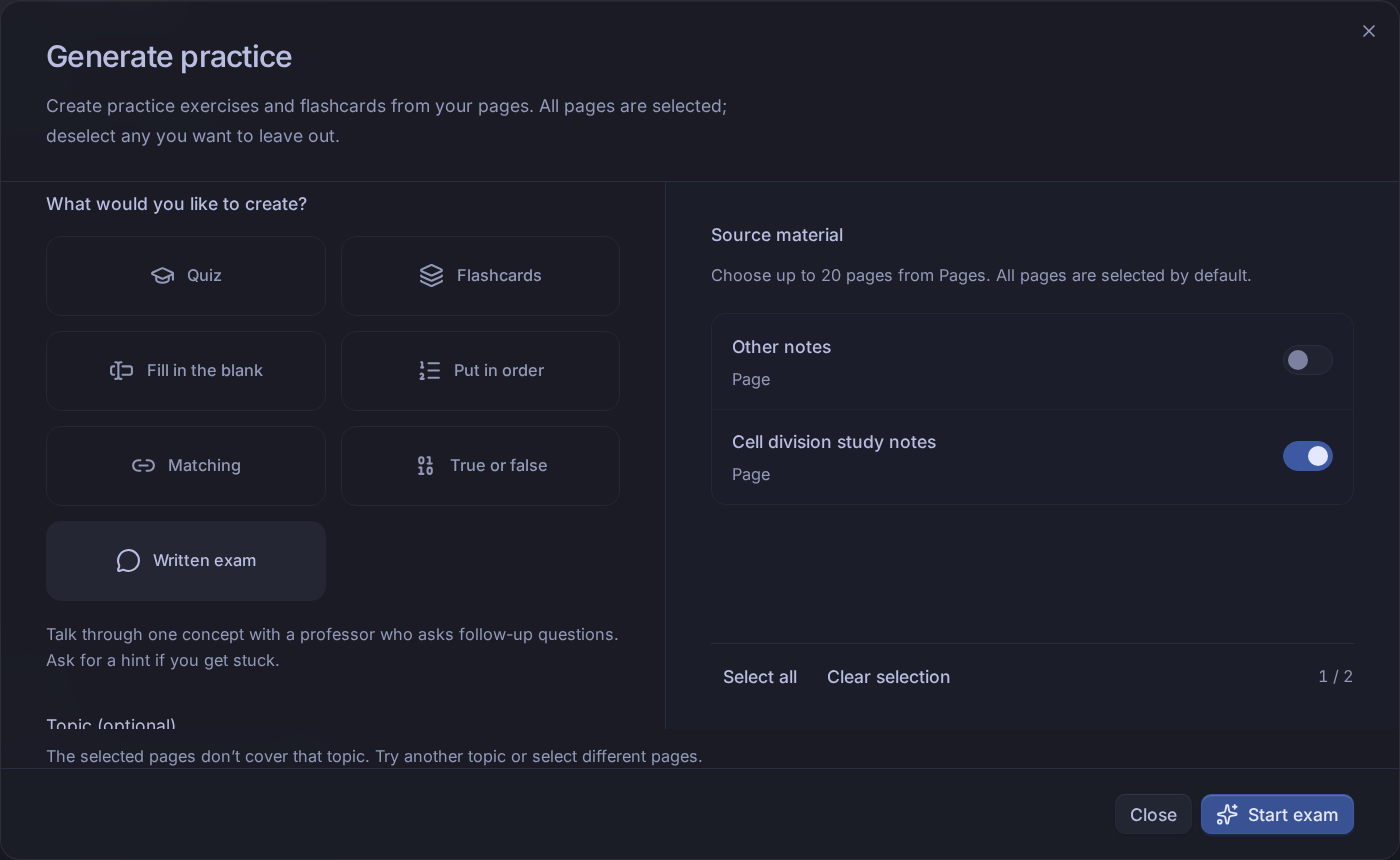 Generate practice
Create practice exercises and flashcards from your pages. All pages are selected;
deselect any you want to leave out.
What would you like to create?
Quiz
Flashcards
Fill in the blank
Put in order
Matching
True or false
Written exam
Talk through one concept with a professor who asks follow-up questions.
Ask for a hint if you get stuck.
Topic (optional)
Source material
Choose up to 20 pages from Pages. All pages are selected by default.
Other notes
Page
Cell division study notes
Page
Select all
Clear selection
1 / 2
The selected pages don’t cover that topic. Try another topic or select different pages.
Close
Start exam